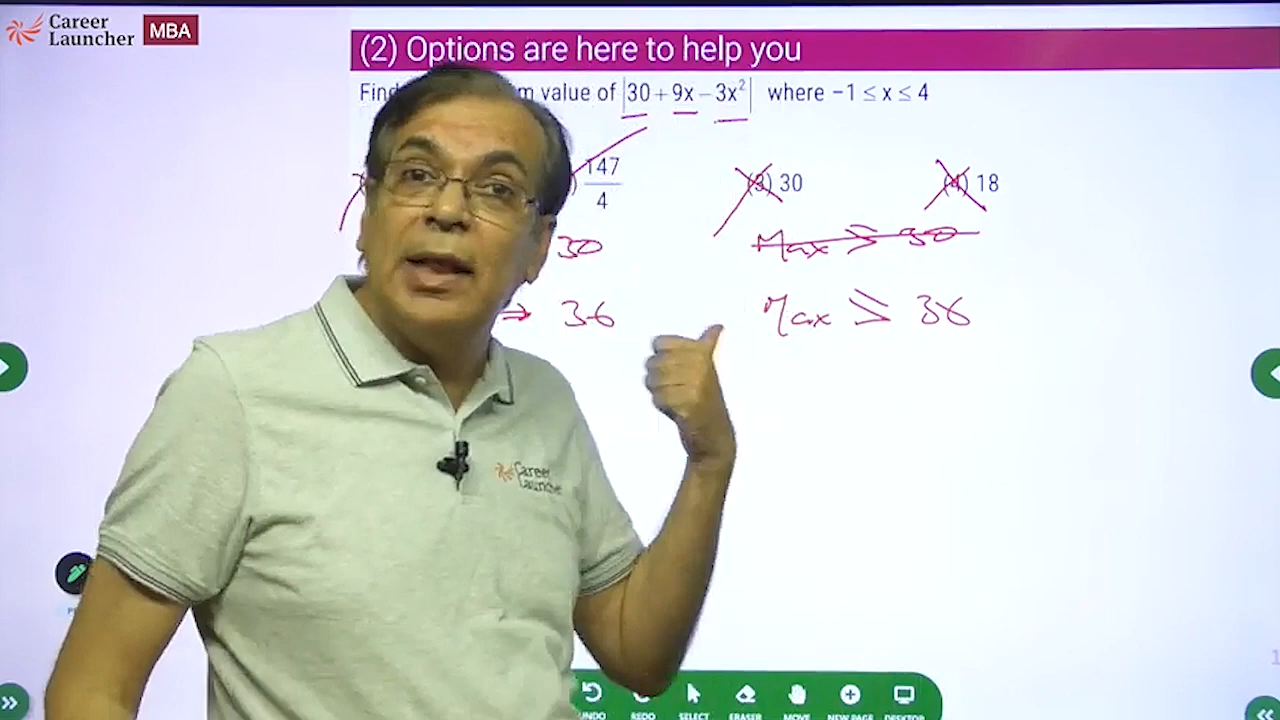 Career Launcher MBA
(2) Options are here to help you
Find value of |30 + 9x – 3x²| where −1 ≤ x ≤ 4
147/4 (3) 30 (4) 18
30 Max ≥ 30
⇒ 36 Max ≥ 36
Career Launcher
UNDO REDO SELECT ERASER MOVE NEW PAGE DESKTOP